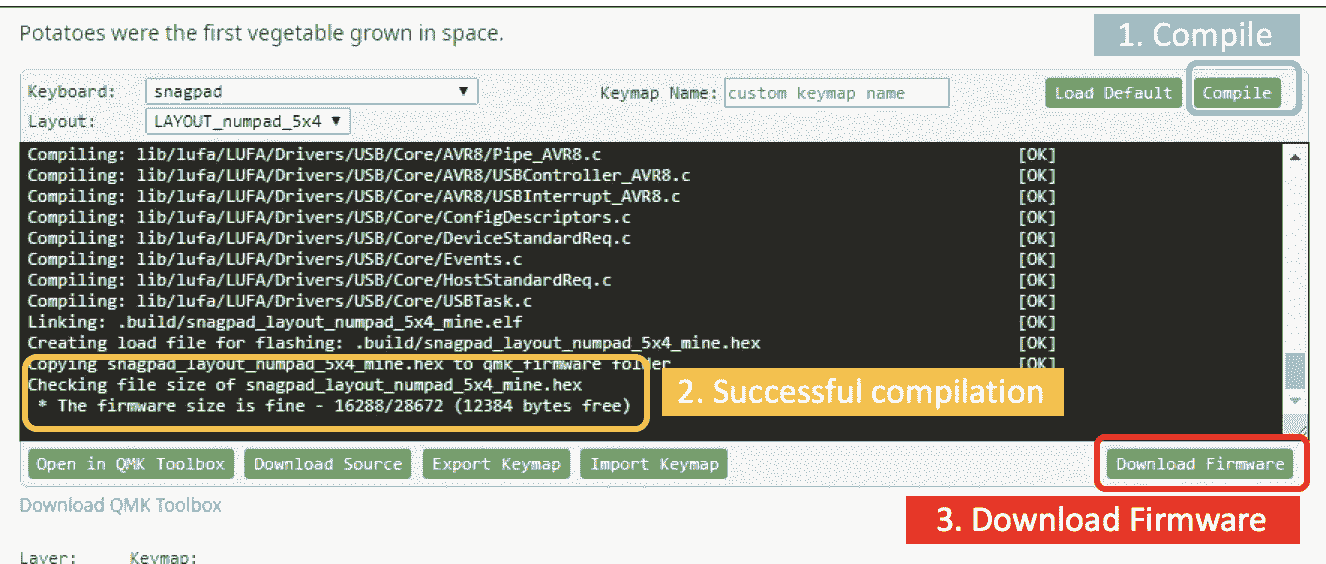 Potatoes were the first vegetable grown in space.
1. Compile
Keyboard: snagpad ▼ Keymap Name: custom keymap name Load Default Compile
Layout: LAYOUT_numpad_5x4 ▼
Compiling: lib/lufa/LUFA/Drivers/USB/Core/AVR8/Pipe_AVR8.c [OK]
Compiling: lib/lufa/LUFA/Drivers/USB/Core/AVR8/USBController_AVR8.c [OK]
Compiling: lib/lufa/LUFA/Drivers/USB/Core/AVR8/USBInterrupt_AVR8.c [OK]
Compiling: lib/lufa/LUFA/Drivers/USB/Core/ConfigDescriptors.c [OK]
Compiling: lib/lufa/LUFA/Drivers/USB/Core/DeviceStandardReq.c [OK]
Compiling: lib/lufa/LUFA/Drivers/USB/Core/Events.c [OK]
Compiling: lib/lufa/LUFA/Drivers/USB/Core/HostStandardReq.c [OK]
Compiling: lib/lufa/LUFA/Drivers/USB/Core/USBTask.c [OK]
Linking: .build/snagpad_layout_numpad_5x4_mine.elf [OK]
Creating load file for flashing: .build/snagpad_layout_numpad_5x4_mine.hex [OK]
Copying snagpad_layout_numpad_5x4_mine.hex to qmk_firmware folder [OK]
Checking file size of snagpad_layout_numpad_5x4_mine.hex
* The firmware size is fine - 16288/28672 (12384 bytes free)
2. Successful compilation
Open in QMK Toolbox Download Source Export Keymap Import Keymap Download Firmware
Download QMK Toolbox
3. Download Firmware
Layer: Keymap: